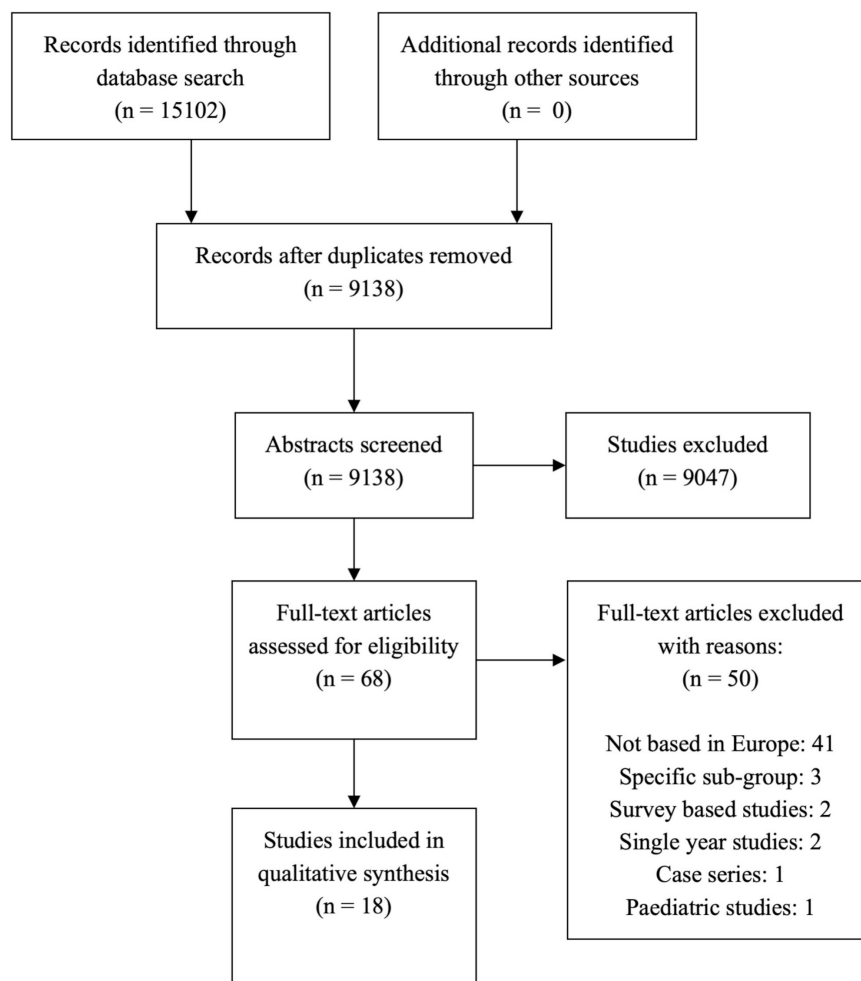 Records identified through
database search
(n = 15102)
Additional records identified
through other sources
(n = 0)
Records after duplicates removed
(n = 9138)
Abstracts screened
(n = 9138)
Studies excluded
(n = 9047)
Full-text articles
assessed for eligibility
(n = 68)
Full-text articles excluded
with reasons:
(n = 50)
Not based in Europe: 41
Specific sub-group: 3
Survey based studies: 2
Single year studies: 2
Case series: 1
Paediatric studies: 1
Studies included in
qualitative synthesis
(n = 18)